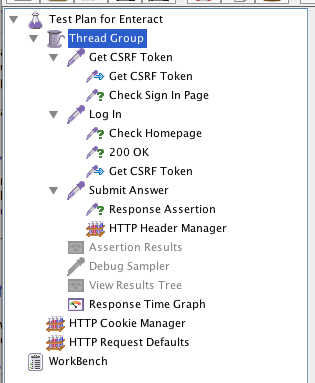 Test Plan for Enteract
Thread Group
Get CSRF Token
Get CSRF Token
Check Sign In Page
Log In
Check Homepage
200 OK
Get CSRF Token
Submit Answer
Response Assertion
HTTP Header Manager
Assertion Results
Debug Sampler
View Results Tree
Response Time Graph
HTTP Cookie Manager
HTTP Request Defaults
WorkBench